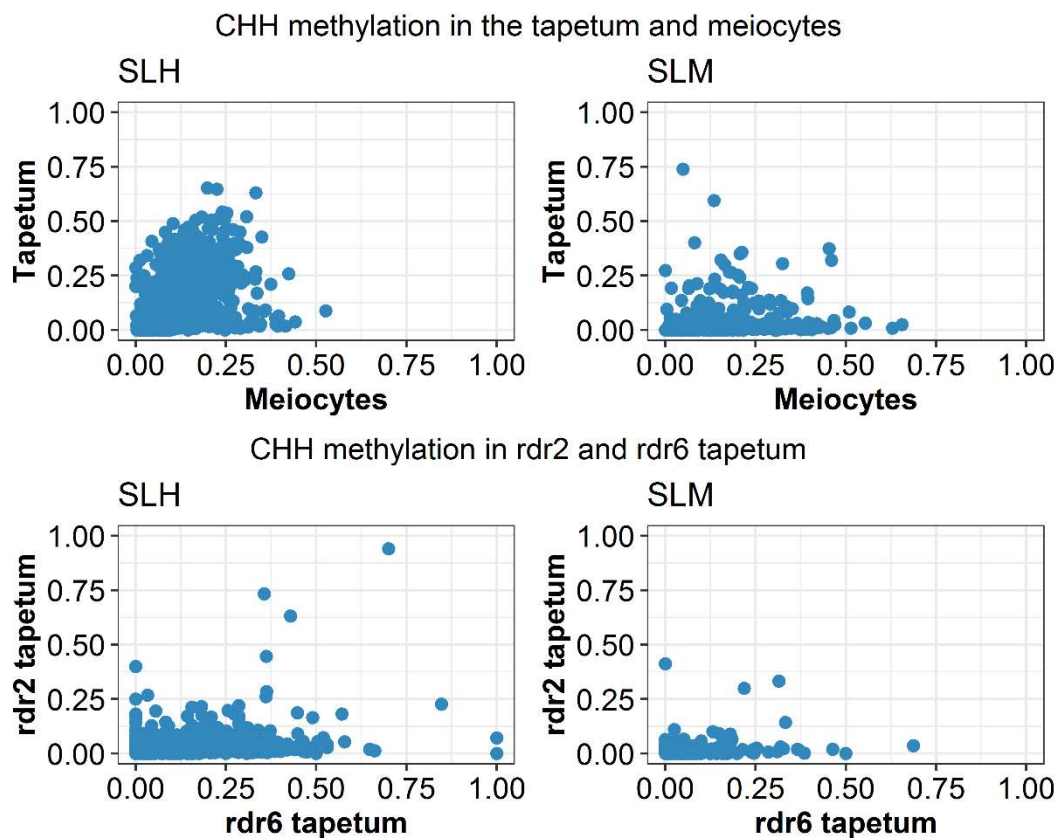 CHH methylation in the tapetum and meiocytes
SLH
SLM
Tapetum
1.00
0.75
0.50
0.25
0.00
0.00 0.25 0.50 0.75 1.00
Meiocytes
Tapetum
1.00
0.75
0.50
0.25
0.00
0.00 0.25 0.50 0.75 1.00
Meiocytes
CHH methylation in rdr2 and rdr6 tapetum
SLH
SLM
rdr2 tapetum
1.00
0.75
0.50
0.25
0.00
0.00 0.25 0.50 0.75 1.00
rdr6 tapetum
rdr2 tapetum
1.00
0.75
0.50
0.25
0.00
0.00 0.25 0.50 0.75 1.00
rdr6 tapetum